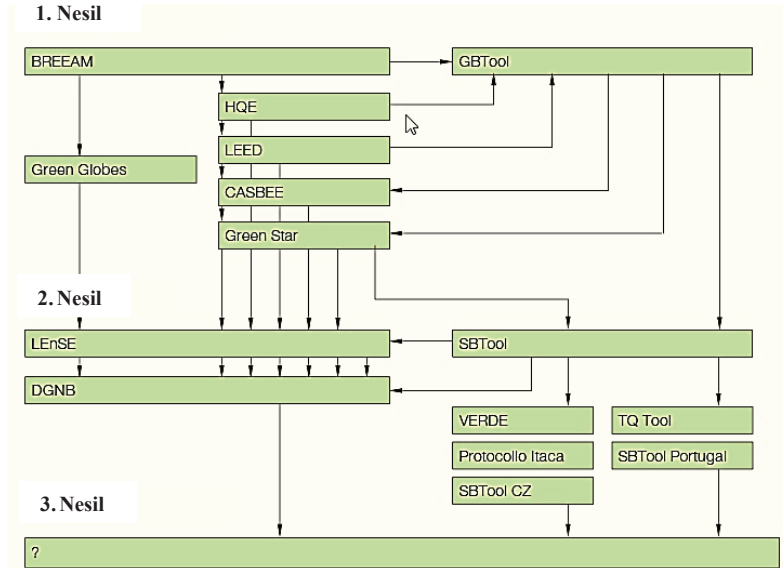 1. Nesil
BREEAM
GBTool
HQE
LEED
Green Globes
CASBEE
Green Star
2. Nesil
LEnSE
SBTool
DGNB
VERDE
TQ Tool
Protocollo Itaca
SBTool Portugal
SBTool CZ
3. Nesil
?